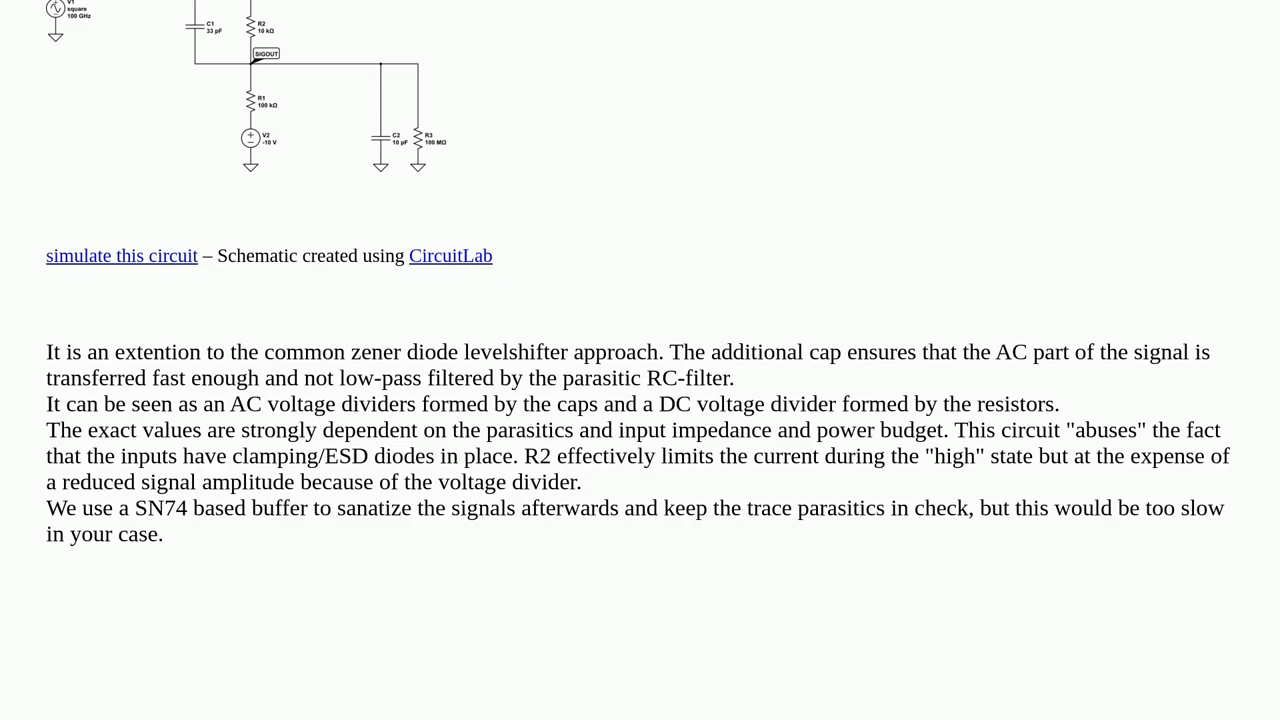 V1
square
100 GHz
C1
33 pF
R2
10 kΩ
SIGOUT
R1
100 kΩ
V2
-10 V
C2
10 pF
R3
100 MΩ
simulate this circuit – Schematic created using CircuitLab
It is an extention to the common zener diode levelshifter approach. The additional cap ensures that the AC part of the signal is
transferred fast enough and not low-pass filtered by the parasitic RC-filter.
It can be seen as an AC voltage dividers formed by the caps and a DC voltage divider formed by the resistors.
The exact values are strongly dependent on the parasitics and input impedance and power budget. This circuit "abuses" the fact
that the inputs have clamping/ESD diodes in place. R2 effectively limits the current during the "high" state but at the expense of
a reduced signal amplitude because of the voltage divider.
We use a SN74 based buffer to sanatize the signals afterwards and keep the trace parasitics in check, but this would be too slow
in your case.